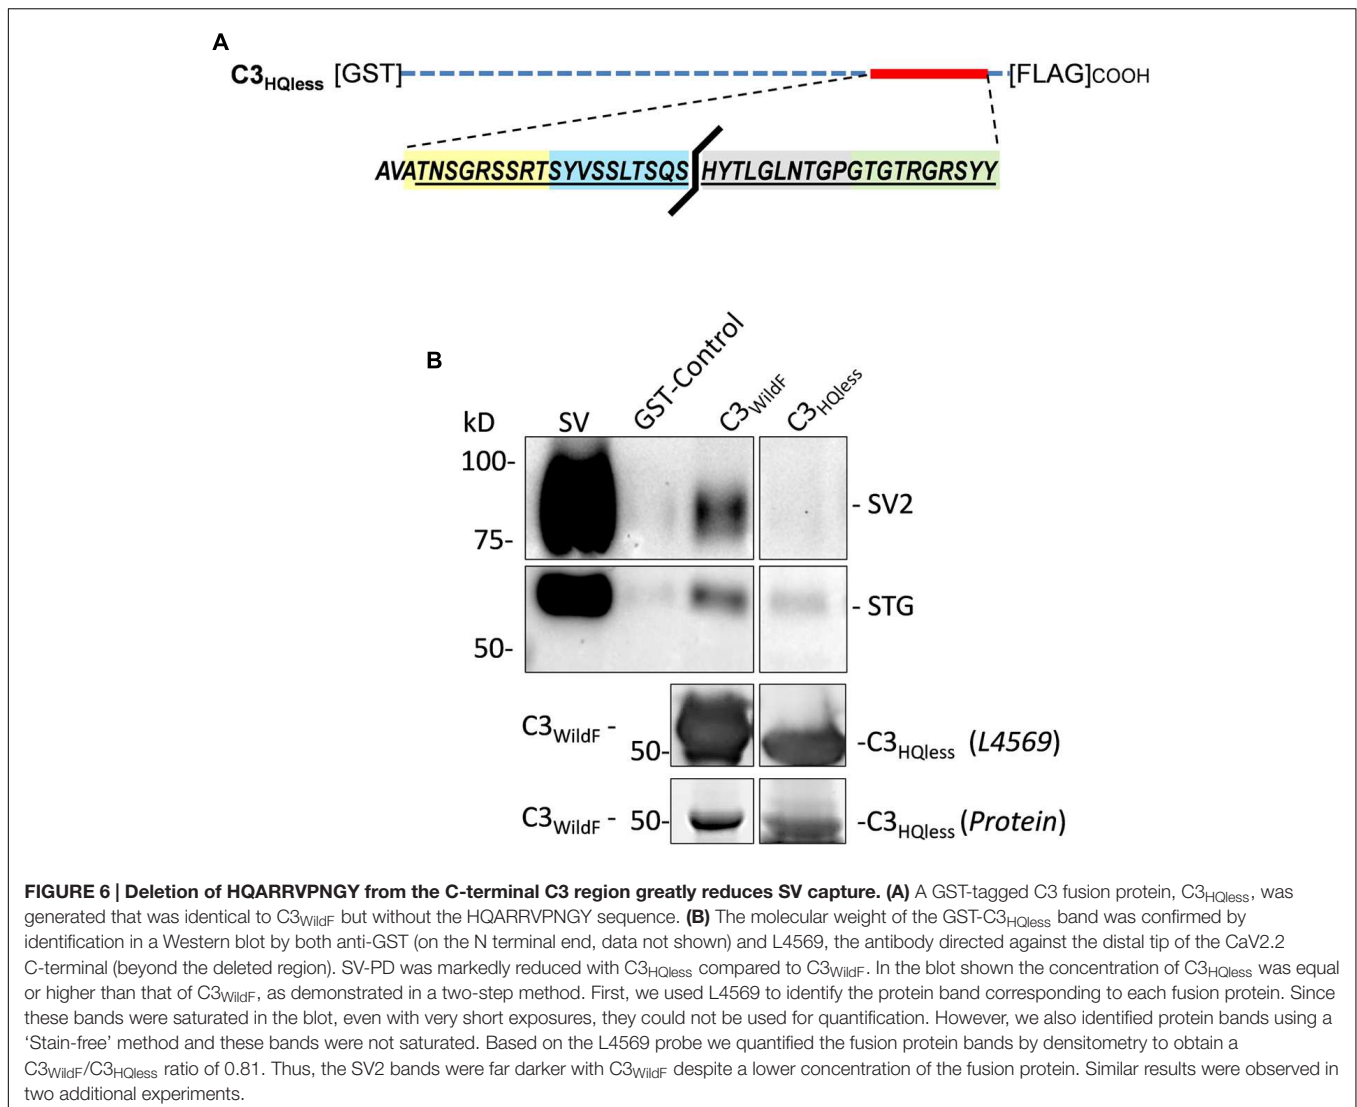 A
C3HQless [GST] [FLAG]COOH
AVATNSGRSSRTSYVSSLTSQS HYTLGLNTGPGTGTRGRSYY
B
kD SV GST-Control C3WildF C3HQless
100-
- SV2
75-
- STG
50-
C3WildF - 50- -C3HQless (L4569)
C3WildF - 50- -C3HQless (Protein)
FIGURE 6 | Deletion of HQARRVPNGY from the C-terminal C3 region greatly reduces SV capture. (A) A GST-tagged C3 fusion protein, C3HQless, was
generated that was identical to C3WildF but without the HQARRVPNGY sequence. (B) The molecular weight of the GST-C3HQless band was confirmed by
identification in a Western blot by both anti-GST (on the N terminal end, data not shown) and L4569, the antibody directed against the distal tip of the CaV2.2
C-terminal (beyond the deleted region). SV-PD was markedly reduced with C3HQless compared to C3WildF. In the blot shown the concentration of C3HQless was equal
or higher than that of C3WildF, as demonstrated in a two-step method. First, we used L4569 to identify the protein band corresponding to each fusion protein. Since
these bands were saturated in the blot, even with very short exposures, they could not be used for quantification. However, we also identified protein bands using a
‘Stain-free’ method and these bands were not saturated. Based on the L4569 probe we quantified the fusion protein bands by densitometry to obtain a
C3WildF/C3HQless ratio of 0.81. Thus, the SV2 bands were far darker with C3WildF despite a lower concentration of the fusion protein. Similar results were observed in
two additional experiments.